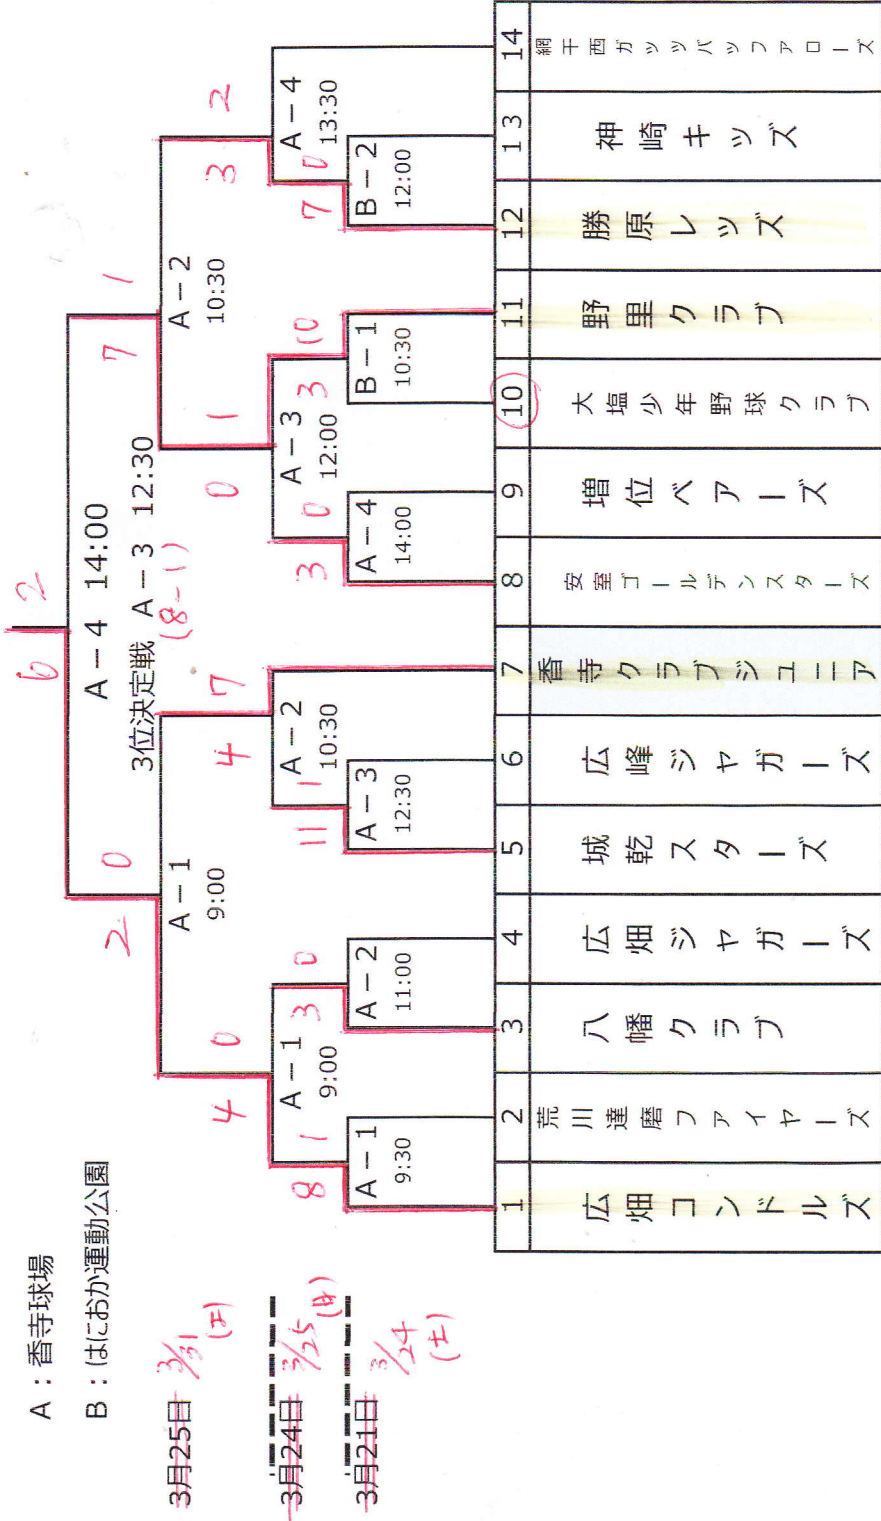 A：香寺球場
B：はにおか運動公園
3月25日 3/31 (土)
3月24日 3/25 (日)
3月21日 3/24 (土)
6 2
A－4 14:00
3位決定戦 A－3 12:30
(8-1)
2 0
7 1
A－1
9:00
A－2
10:30
4 0
4 7
0 1
3 2
A－1
9:00
A－2
10:30
A－3
12:00
A－4
13:30
8 1
3 0
11 1
3 0
3 10
7 0
A－1
9:30
A－2
11:00
A－3
12:30
A－4
14:00
B－1
10:30
B－2
12:00
1 広畑コンドルズ
2 荒川達磨ファイヤーズ
3 八幡クラブ
4 広畑ジャガーズ
5 城乾スターズ
6 広峰ジャガーズ
7 香寺クラブジュニア
8 安室ゴールデンスターズ
9 増位ベアーズ
10 大塩少年野球クラブ
11 野里クラブ
12 勝原レッズ
13 神崎キッズ
14 網干西ガッツバッファローズ